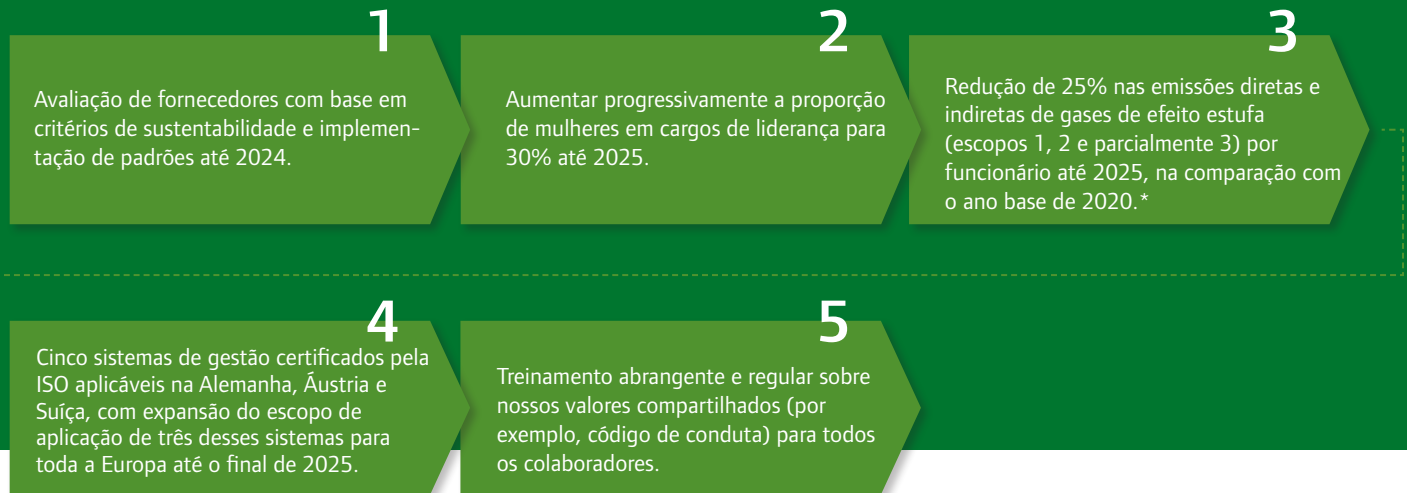 1
Avaliação de fornecedores com base em
critérios de sustentabilidade e implemen-
tação de padrões até 2024.
2
Aumentar progressivamente a proporção
de mulheres em cargos de liderança para
30% até 2025.
3
Redução de 25% nas emissões diretas e
indiretas de gases de efeito estufa
(escopos 1, 2 e parcialmente 3) por
funcionário até 2025, na comparação com
o ano base de 2020.*
4
Cinco sistemas de gestão certificados pela
ISO aplicáveis na Alemanha, Áustria e
Suíça, com expansão do escopo de
aplicação de três desses sistemas para
toda a Europa até o final de 2025.
5
Treinamento abrangente e regular sobre
nossos valores compartilhados (por
exemplo, código de conduta) para todos
os colaboradores.